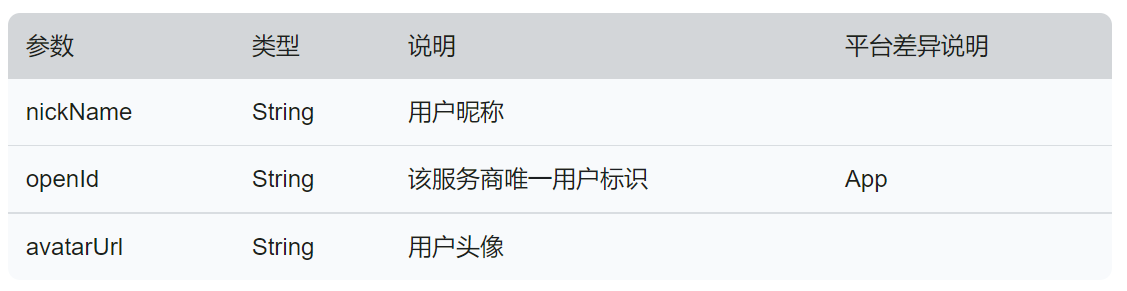 参数 类型 说明 平台差异说明
nickName String 用户昵称
openId String 该服务商唯一用户标识 App
avatarUrl String 用户头像